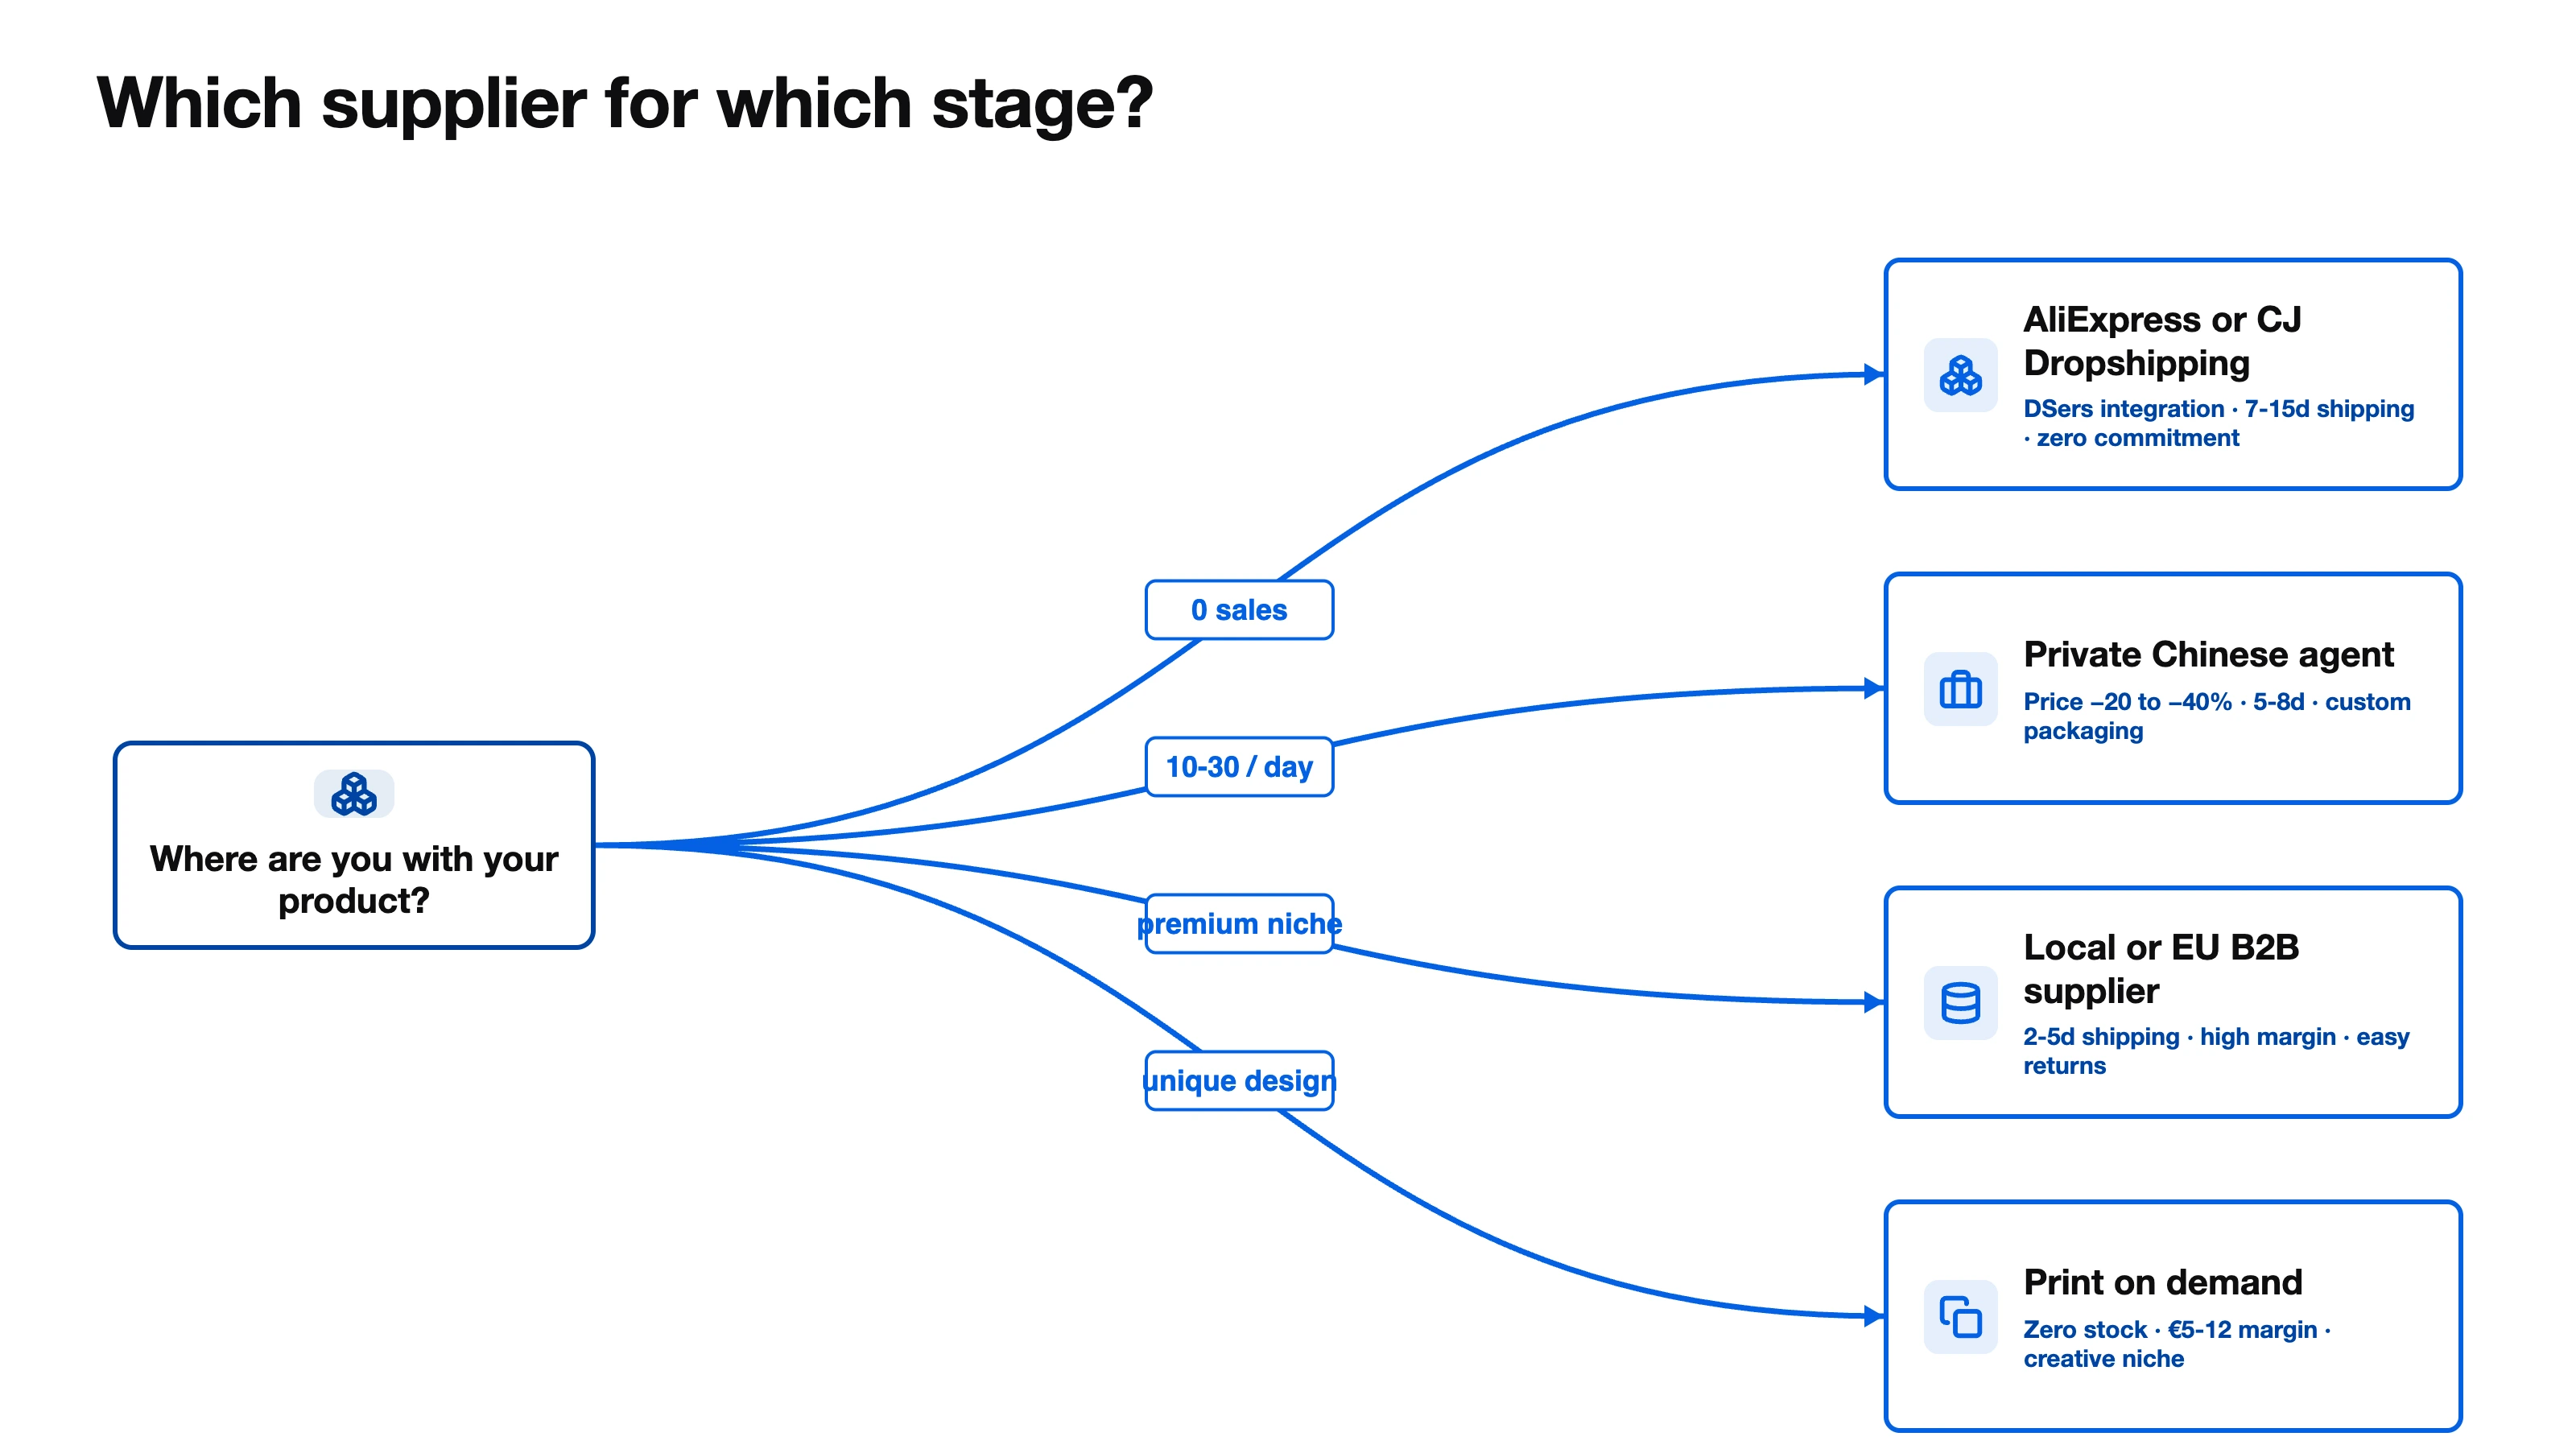 Which supplier for which stage?
Where are you with your
product?
0 sales
10-30 / day
premium niche
unique design
AliExpress or CJ
Dropshipping
DSers integration · 7-15d shipping
· zero commitment
Private Chinese agent
Price −20 to −40% · 5-8d · custom
packaging
Local or EU B2B
supplier
2-5d shipping · high margin · easy
returns
Print on demand
Zero stock · €5-12 margin ·
creative niche